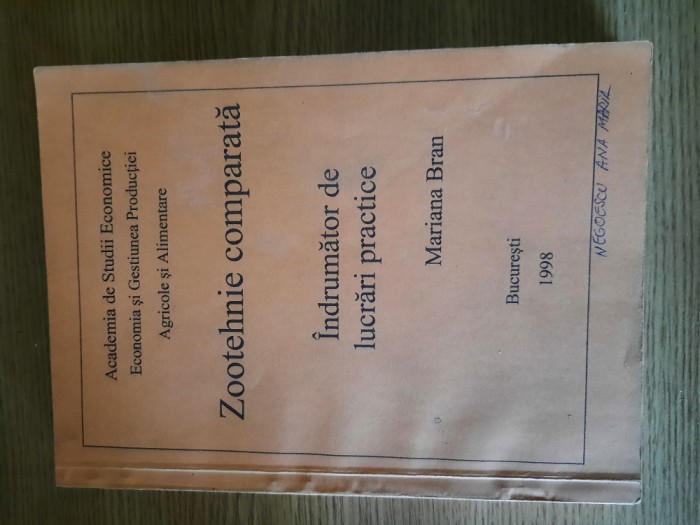 Academia de Studii Economice
Economia și Gestiunea Producției
Agricole și Alimentare
Zootehnie comparată
Îndrumător de
lucrări practice
Mariana Bran
București
1998
NEGOESCU ANA MARIA